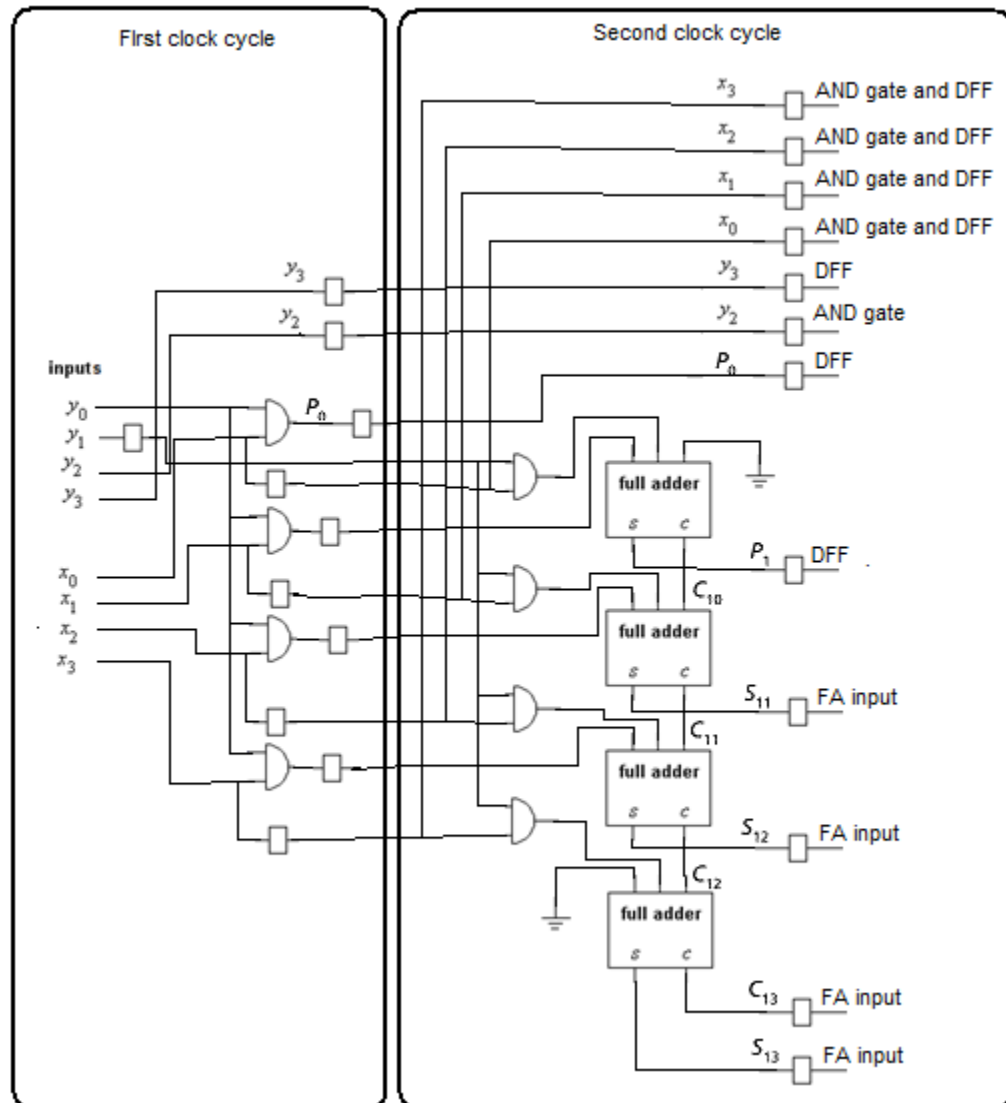 First clock cycle
Second clock cycle
x3 AND gate and DFF
x2 AND gate and DFF
x1 AND gate and DFF
x0 AND gate and DFF
y3
y3 DFF
y2
y2 AND gate
inputs
P0 DFF
y0
P0
y1
y2
y3
full adder
s c
P1 DFF
x0
x1
x2
x3
C10
full adder
s c
S11 FA input
C11
full adder
s c
S12 FA input
C12
full adder
s c
C13 FA input
S13 FA input